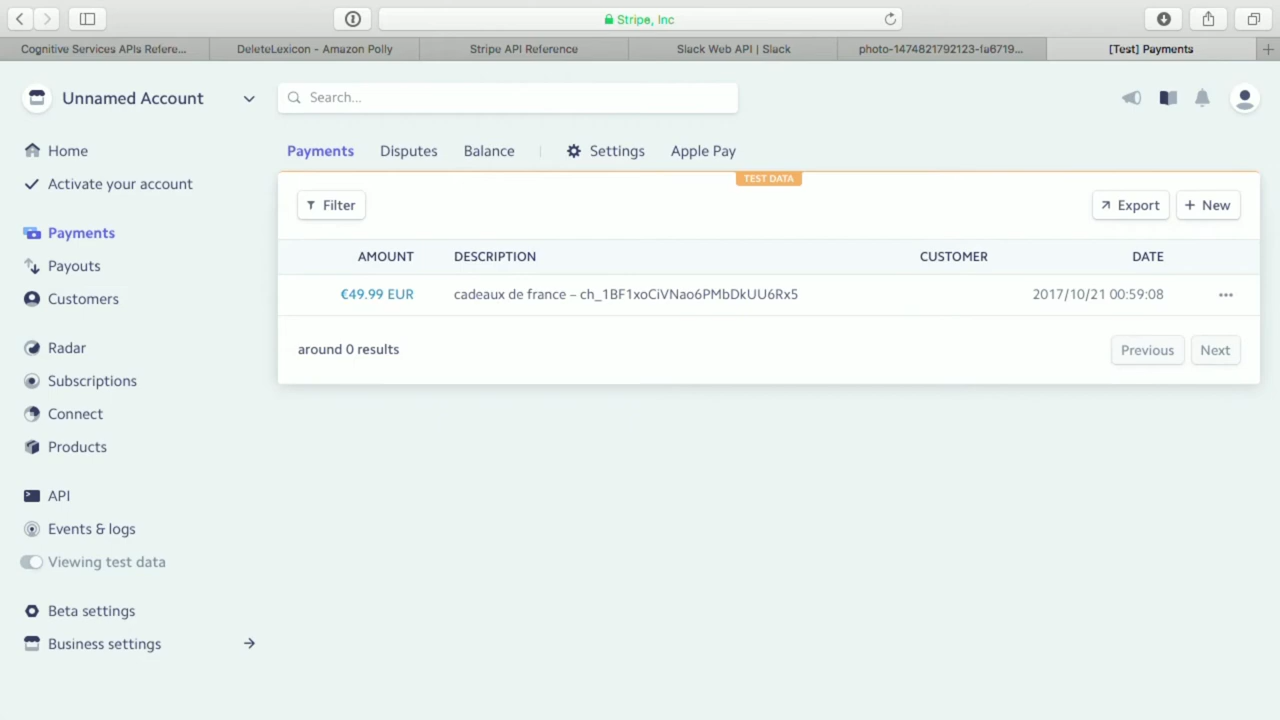 Stripe, Inc
Cognitive Services APIs Refere...
DeleteLexicon - Amazon Polly
Stripe API Reference
Slack Web API | Slack
photo-1474821792123-fa6719...
[Test] Payments
Unnamed Account
Search...
Home
Activate your account
Payments
Payouts
Customers
Radar
Subscriptions
Connect
Products
API
Events & logs
Viewing test data
Beta settings
Business settings
Payments Disputes Balance Settings Apple Pay
TEST DATA
Filter Export + New
AMOUNT DESCRIPTION CUSTOMER DATE
€49.99 EUR cadeaux de france – ch_1BF1xoCiVNao6PMbDkUU6Rx5 2017/10/21 00:59:08
around 0 results Previous Next